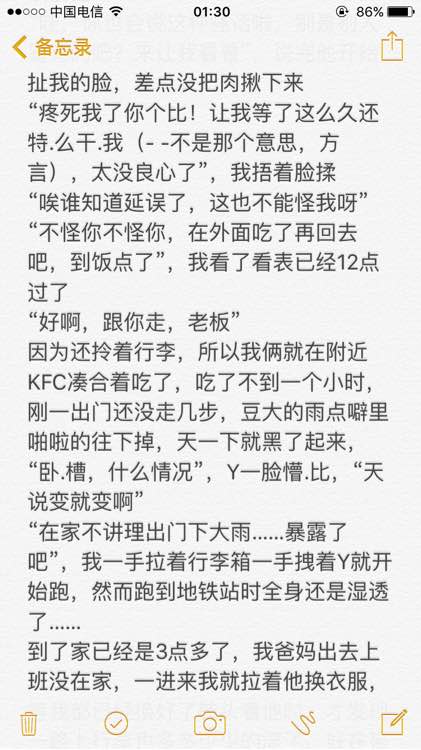 中国电信
01:30
86%
备忘录
扯我的脸，差点没把肉揪下来
“疼死我了你个比！让我等了这么久还
特.么干.我（- -不是那个意思，方
言），太没良心了”，我捂着脸揉
“唉谁知道延误了，这也不能怪我呀”
“不怪你不怪你，在外面吃了再回去
吧，到饭点了”，我看了看表已经12点
过了
“好啊，跟你走，老板”
因为还拎着行李，所以我俩就在附近
KFC凑合着吃了，吃了不到一个小时，
刚一出门还没走几步，豆大的雨点噼里
啪啦的往下掉，天一下就黑了起来，
“卧.槽，什么情况”，Y一脸懵.比，“天
说变就变啊”
“在家不讲理出门下大雨......暴露了
吧”，我一手拉着行李箱一手拽着Y就开
始跑，然而跑到地铁站时全身还是湿透
了......
到了家已经是3点多了，我爸妈出去上
班没在家，一进来我就拉着他换衣服，